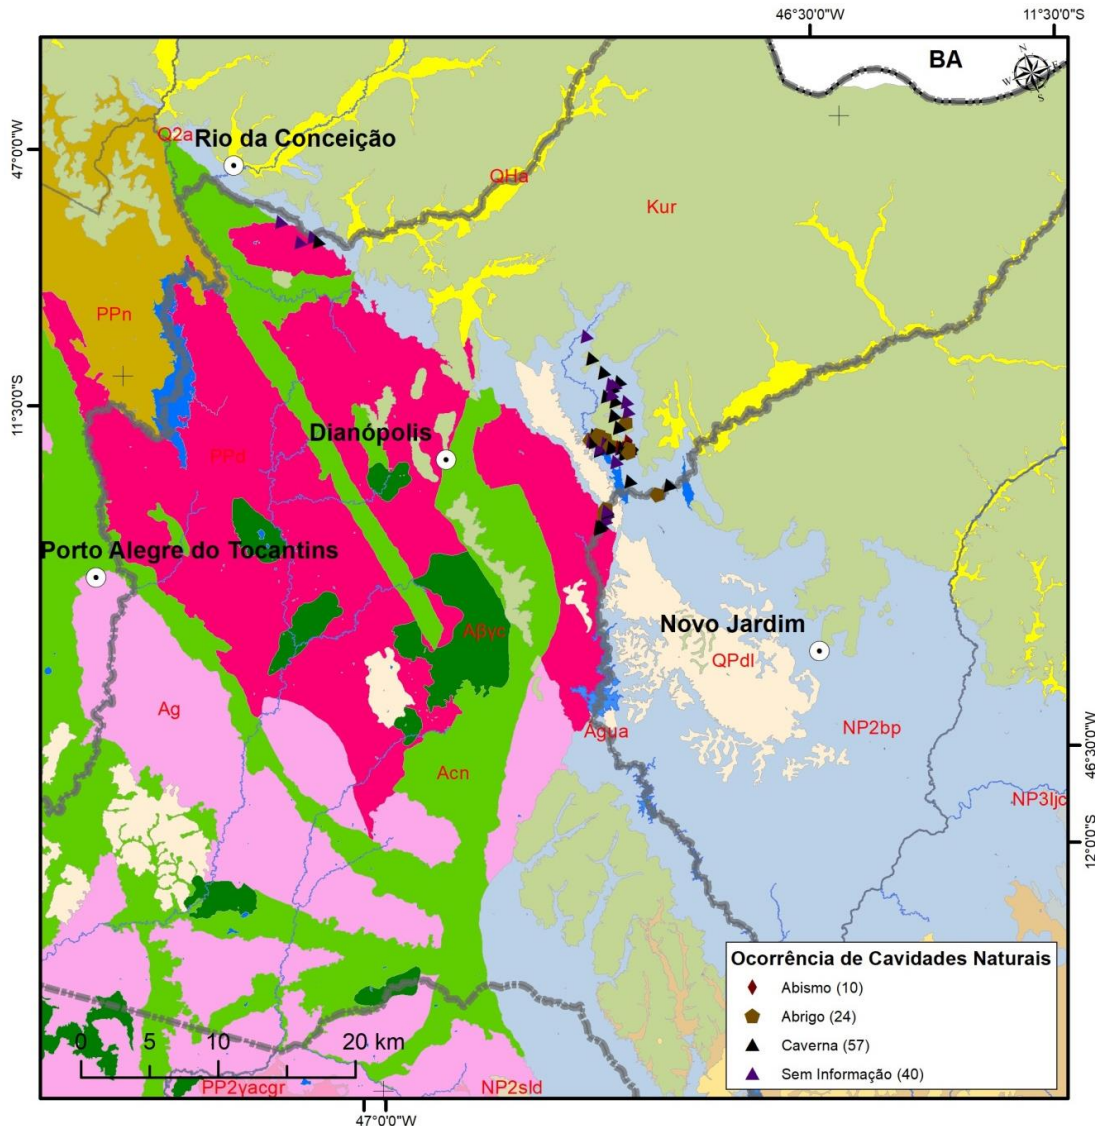 46°30'0"W
11°30'0"S
BA
N
W
E
S
Q2a
Rio da Conceição
47°0'0"W
QHa
Kur
PPn
11°30'0"S
Dianópolis
PPd
Porto Alegre do Tocantins
Aβγc
Novo Jardim
QPdl
Ag
Agua
NP2bp
46°30'0"W
Acn
NP3ljc
12°0'0"S
Ocorrência de Cavidades Naturais
Abismo (10)
Abrigo (24)
Caverna (57)
Sem Informação (40)
0 5 10 20 km
PP2γacgr
NP2sld
47°0'0"W